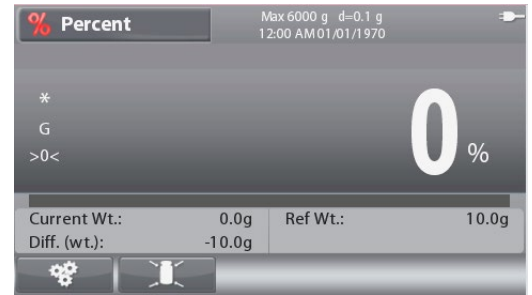 % Percent
Max 6000 g d=0.1 g
12:00 AM 01/01/1970
*
G
>0<
0 %
Current Wt.: 0.0g Ref Wt.: 10.0g
Diff. (wt.): -10.0g